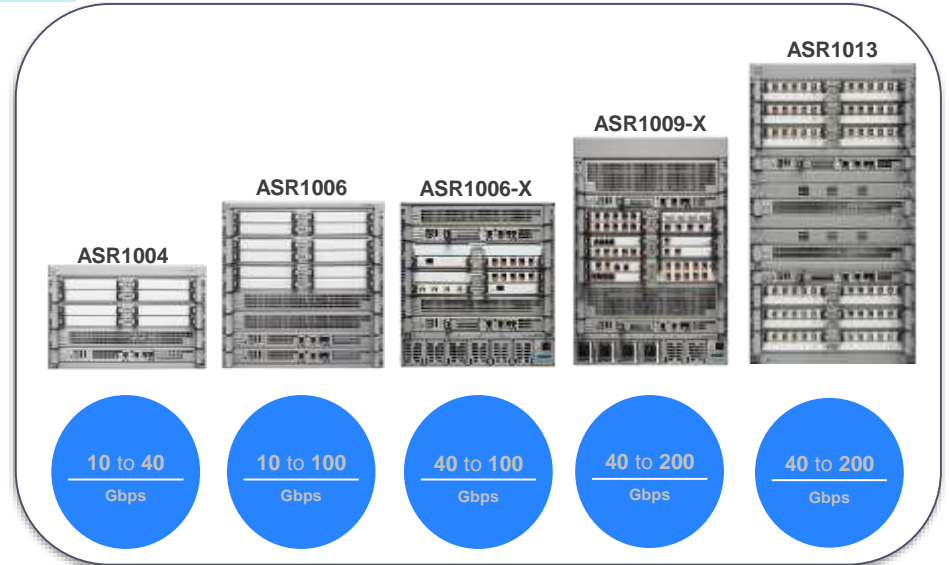 ASR1013
ASR1009-X
ASR1006
ASR1006-X
ASR1004
10 to 40
Gbps
10 to 100
Gbps
40 to 100
Gbps
40 to 200
Gbps
40 to 200
Gbps